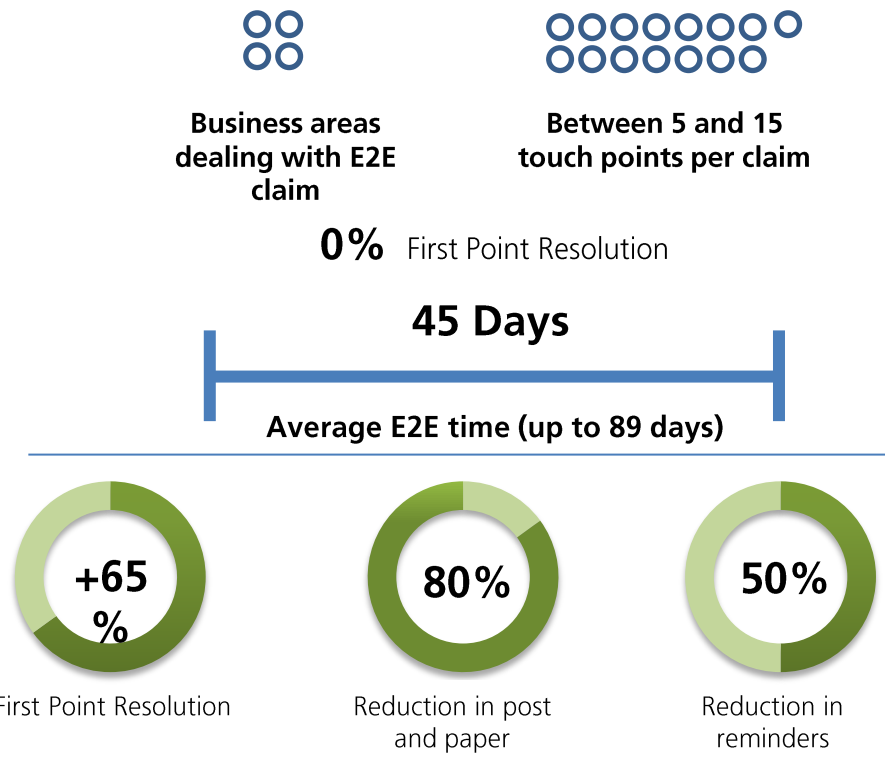 Business areas
dealing with E2E
claim
Between 5 and 15
touch points per claim
0% First Point Resolution
45 Days
Average E2E time (up to 89 days)
+65
%
First Point Resolution
80%
Reduction in post
and paper
50%
Reduction in
reminders